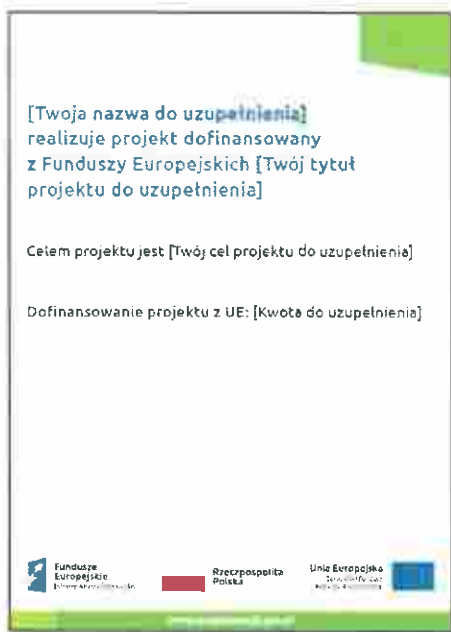 [Twoja nazwa do uzupełnienia]
realizuje projekt dofinansowany
z Funduszy Europejskich [Twój tytuł
projektu do uzupełnienia]
Celem projektu jest [Twój cel projektu do uzupełnienia]
Dofinansowanie projektu z UE: [Kwota do uzupełnienia]
Fundusze
Europejskie
Rzeczpospolita
Polska
Unia Europejska